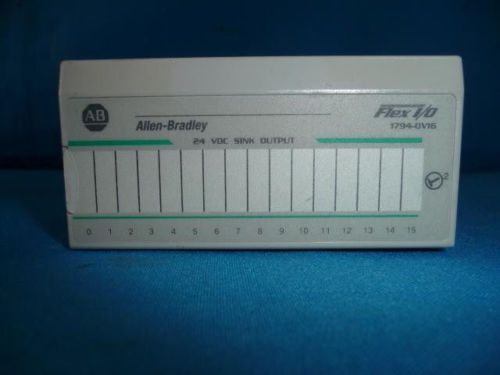 AB
Allen-Bradley
Flex I/O
1794-OV16
24 VDC SINK OUTPUT
2
0 1 2 3 4 5 6 7 8 9 10 11 12 13 14 15